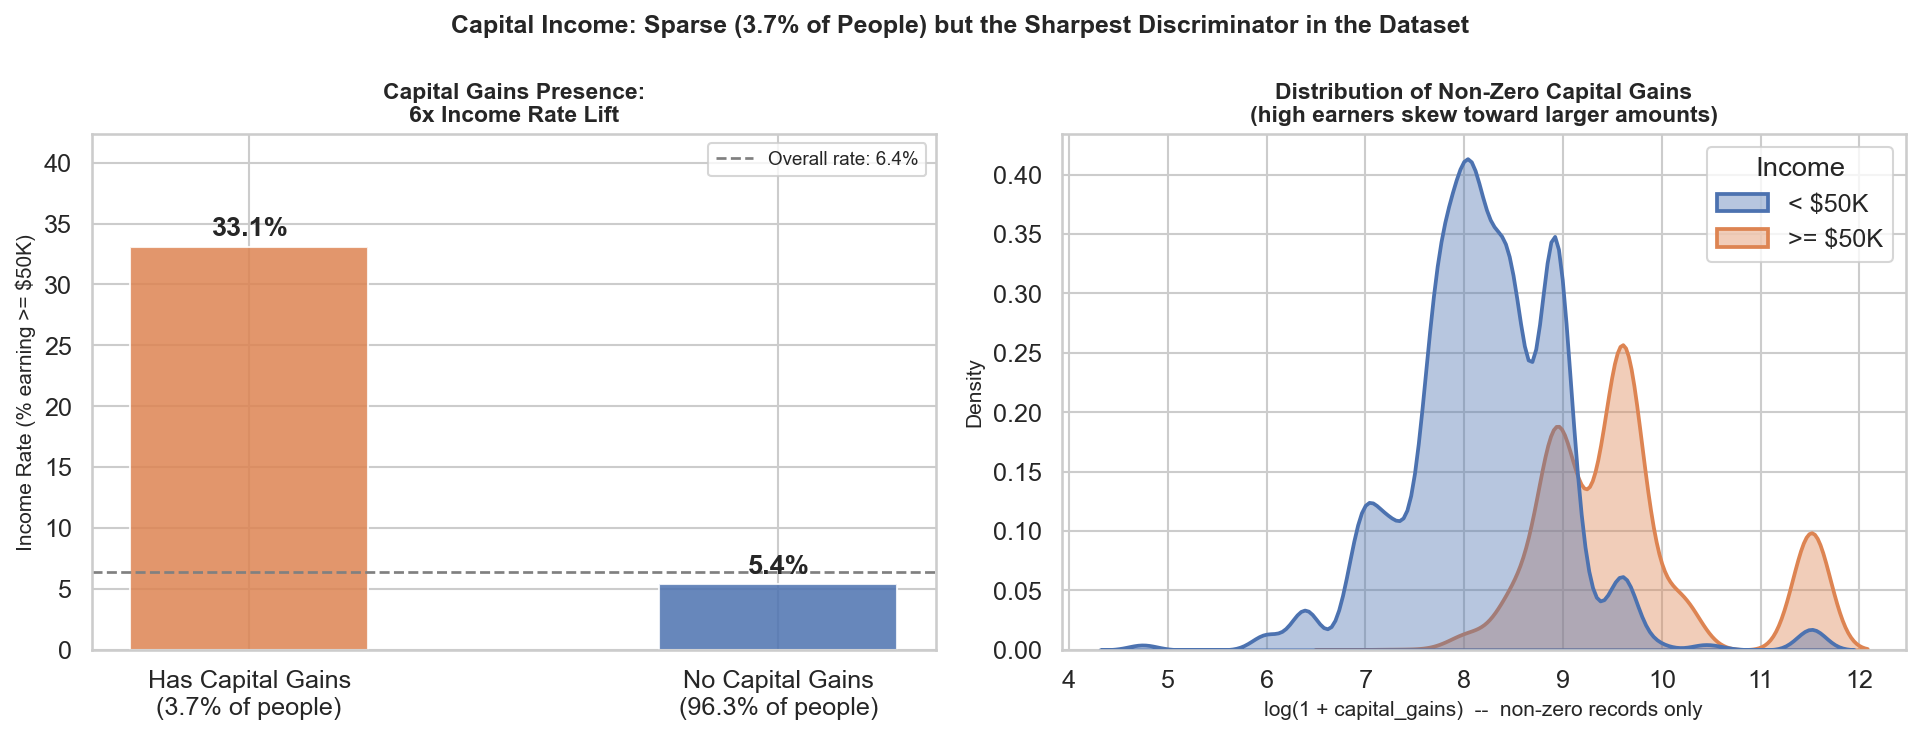 Capital Income: Sparse (3.7% of People) but the Sharpest Discriminator in the Dataset
Capital Gains Presence:
6x Income Rate Lift
Income Rate (% earning >= $50K)
40
35
30
25
20
15
10
5
0
Overall rate: 6.4%
33.1%
5.4%
Has Capital Gains
(3.7% of people)
No Capital Gains
(96.3% of people)
Distribution of Non-Zero Capital Gains
(high earners skew toward larger amounts)
Density
0.40
0.35
0.30
0.25
0.20
0.15
0.10
0.05
0.00
Income
< $50K
>= $50K
4 5 6 7 8 9 10 11 12
log(1 + capital_gains) -- non-zero records only